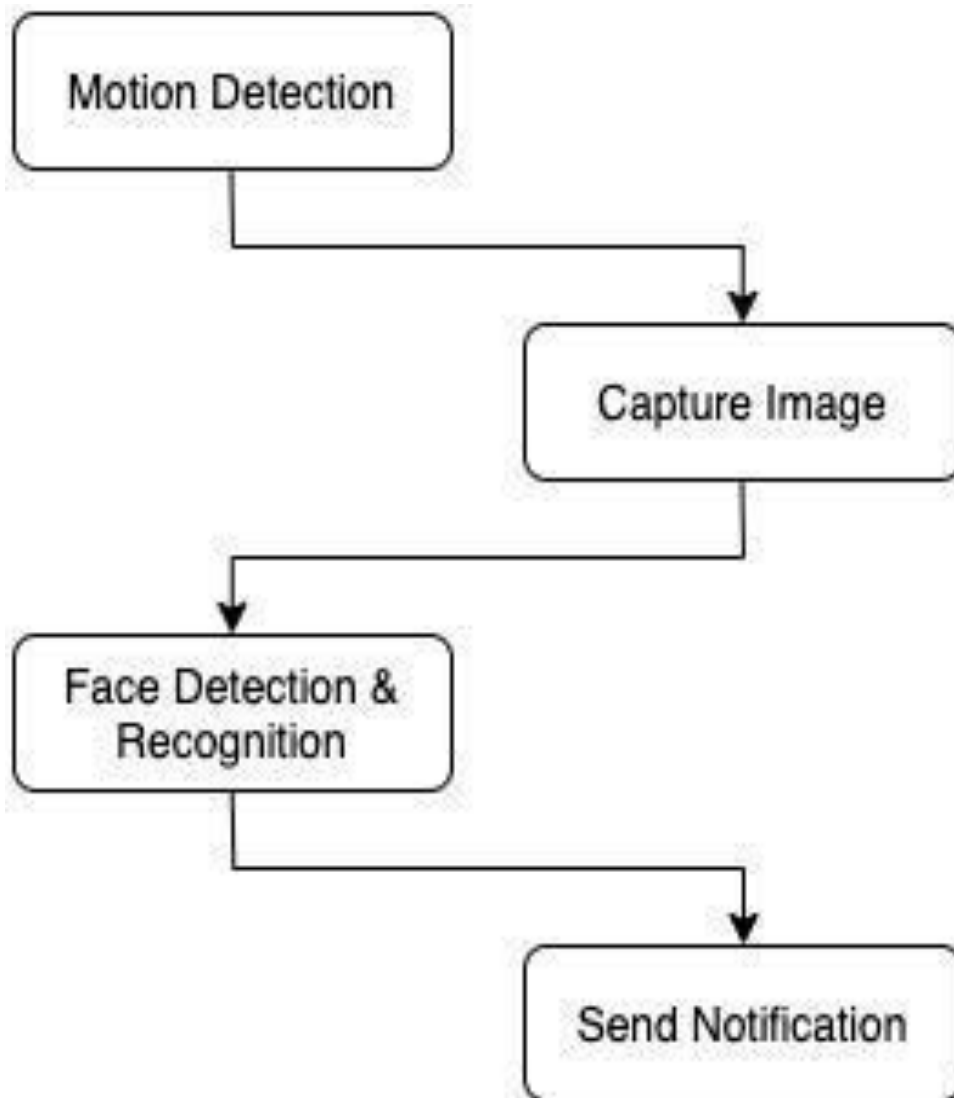 Motion Detection
Capture Image
Face Detection &
Recognition
Send Notification